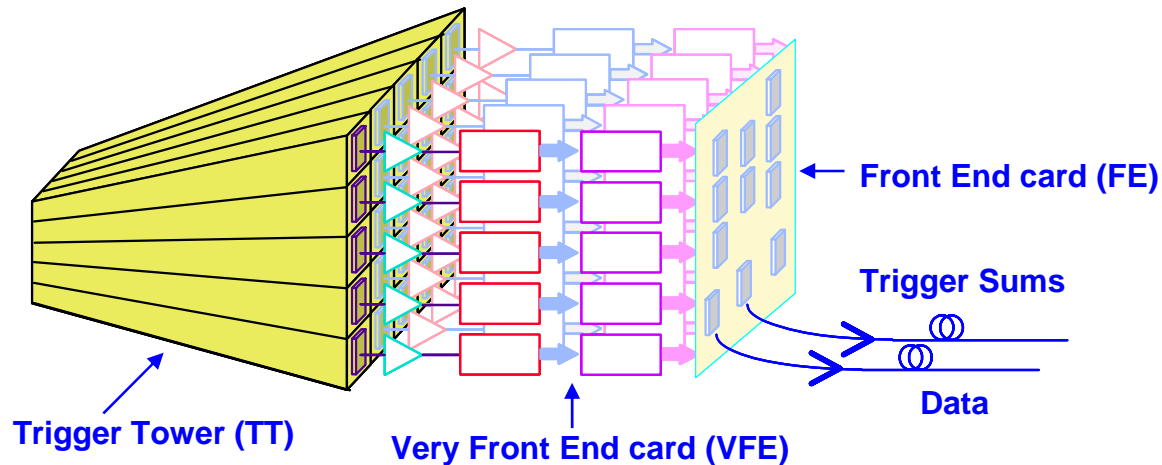 Front End card (FE)
Trigger Sums
Data
Trigger Tower (TT)
Very Front End card (VFE)